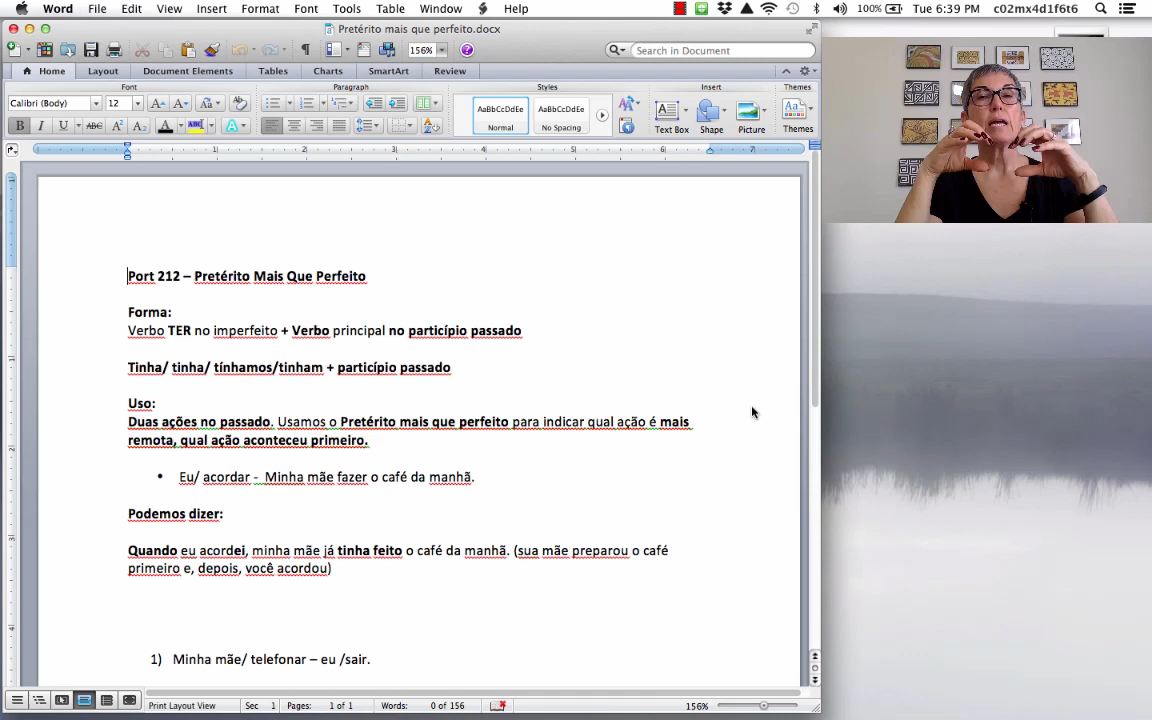 Word File Edit View Insert Format Font Tools Table Window Help 100% Tue 6:39 PM c02mx4d1f6t6
Pretérito mais que perfeito.docx
156% Search in Document
Home Layout Document Elements Tables Charts SmartArt Review
Font Paragraph Styles Insert Themes
Calibri (Body) 12
AaBbCcDdEe AaBbCcDdEe
Normal No Spacing Text Box Shape Picture Themes
1 2 3 4 5 6 7
Port 212 – Pretérito Mais Que Perfeito
Forma:
Verbo TER no imperfeito + Verbo principal no particípio passado
Tinha/ tinha/ tínhamos/tinham + particípio passado
Uso:
Duas ações no passado. Usamos o Pretérito mais que perfeito para indicar qual ação é mais
remota, qual ação aconteceu primeiro.
• Eu/ acordar - Minha mãe fazer o café da manhã.
Podemos dizer:
Quando eu acordei, minha mãe já tinha feito o café da manhã. (sua mãe preparou o café
primeiro e, depois, você acordou)
1) Minha mãe/ telefonar – eu /sair.
Print Layout View Sec 1 Pages: 1 of 1 Words: 0 of 156 156%